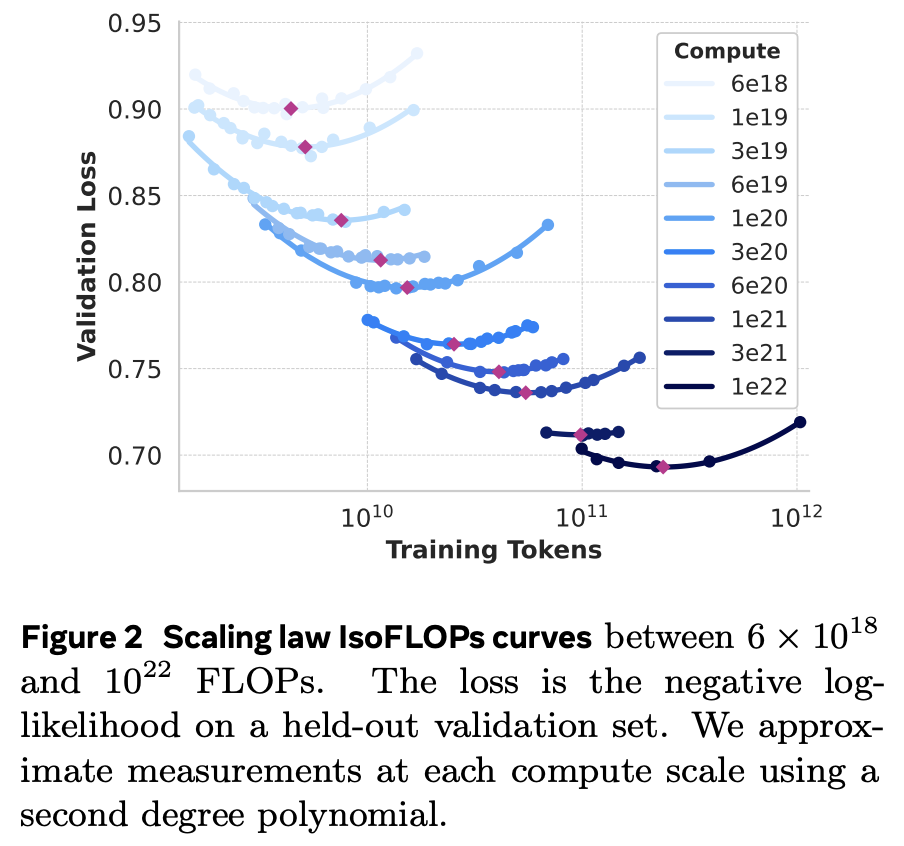 0.95
0.90
0.85
0.80
0.75
0.70
Validation Loss
10^10
10^11
10^12
Training Tokens
Compute
6e18
1e19
3e19
6e19
1e20
3e20
6e20
1e21
3e21
1e22
Figure 2 Scaling law IsoFLOPs curves between 6 × 10^18
and 10^22 FLOPs. The loss is the negative log-
likelihood on a held-out validation set. We approx-
imate measurements at each compute scale using a
second degree polynomial.